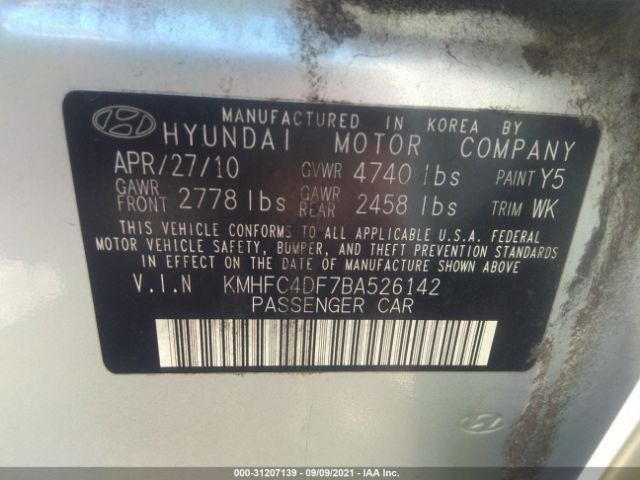 MANUFACTURED IN KOREA BY
HYUNDAI MOTOR COMPANY
APR/27/10 GVWR 4740 lbs PAINT Y5
GAWR FRONT 2778 lbs GAWR REAR 2458 lbs TRIM WK
THIS VEHICLE CONFORMS TO ALL APPLICABLE U.S.A. FEDERAL
MOTOR VEHICLE SAFETY, BUMPER, AND THEFT PREVENTION STANDARDS
IN EFFECT ON THE DATE OF MANUFACTURE SHOWN ABOVE
V.I.N KMHFC4DF7BA526142
PASSENGER CAR
000-31207139 - 09/09/2021 - IAA Inc.